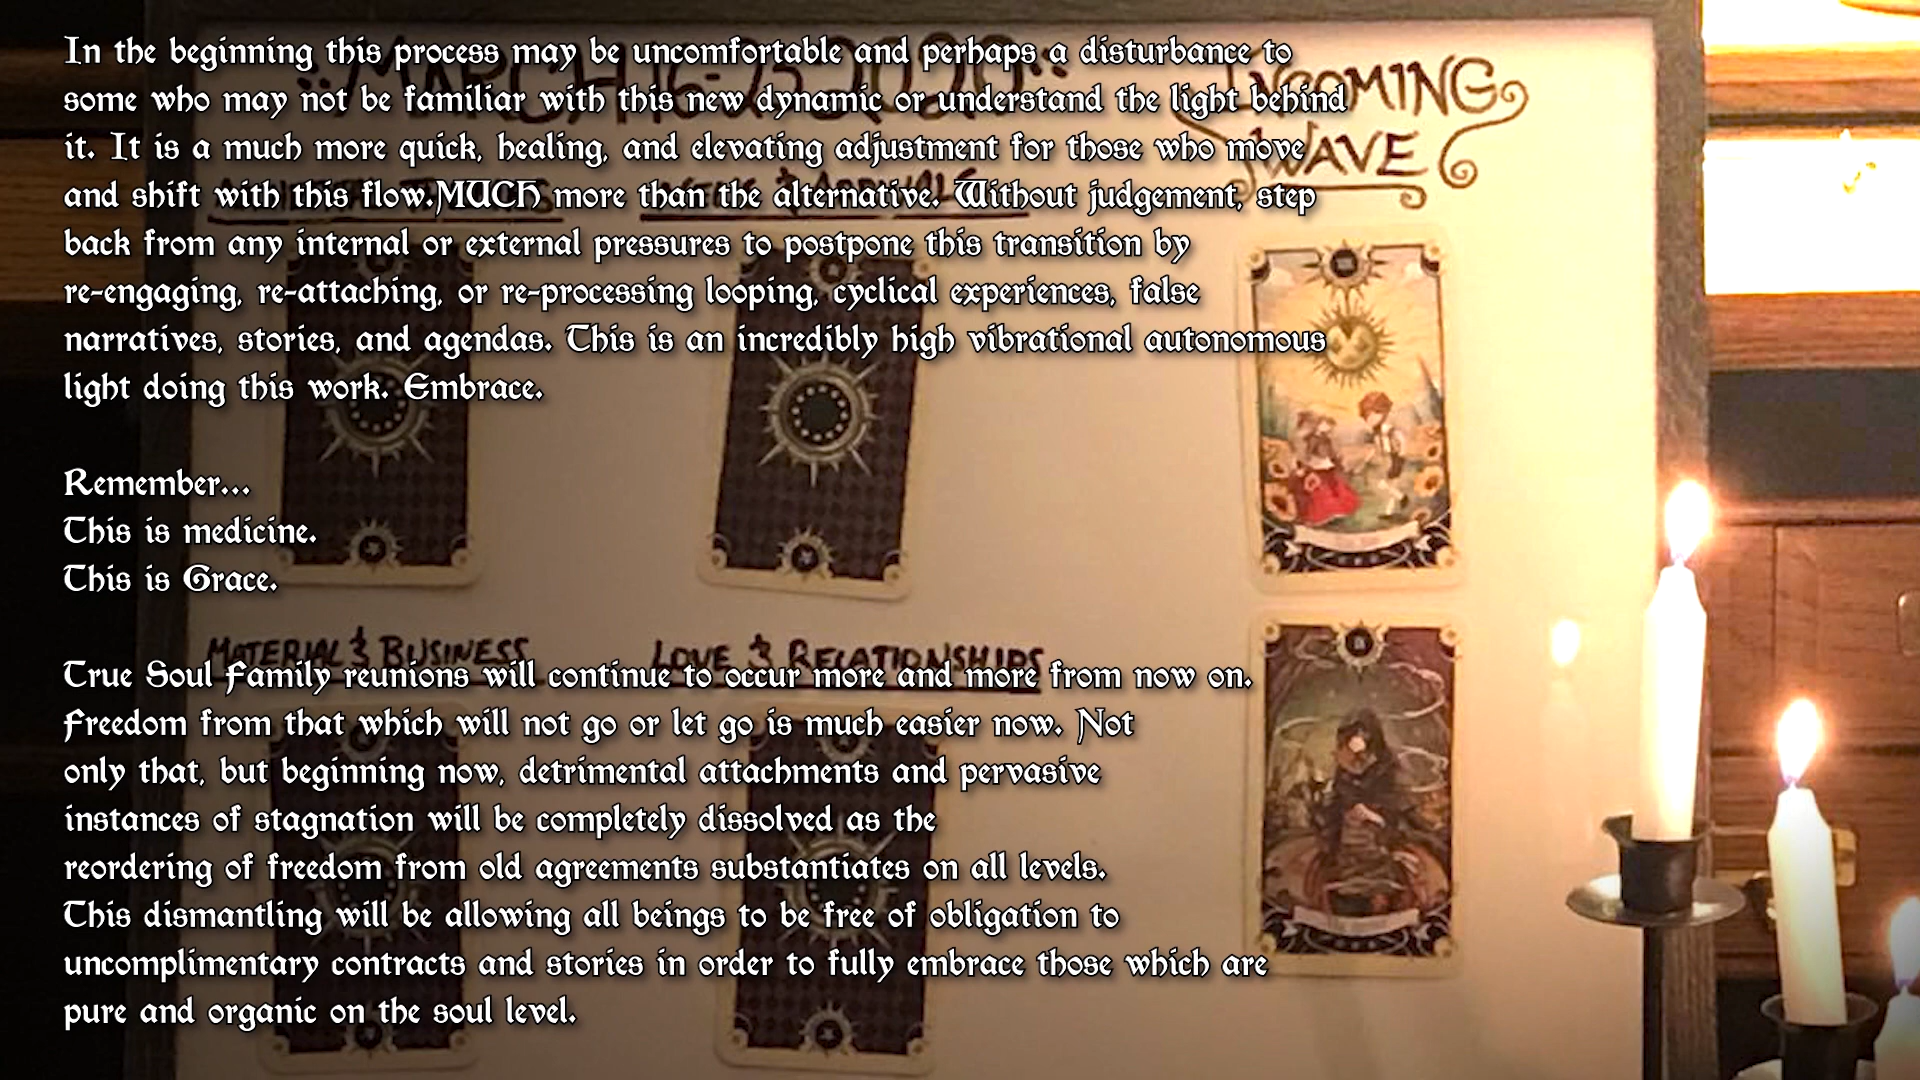 In the beginning this process may be uncomfortable and perhaps a disturbance to
some who may not be familiar with this new dynamic or understand the light behind
it. It is a much more quick, healing, and elevating adjustment for those who move
and shift with this flow.MUCH more than the alternative. Without judgement, step
back from any internal or external pressures to postpone this transition by
re-engaging, re-attaching, or re-processing looping, cyclical experiences, false
narratives, stories, and agendas. This is an incredibly high vibrational autonomous
light doing this work. Embrace.
Remember...
This is medicine.
This is Grace.
True Soul Family reunions will continue to occur more and more from now on.
Freedom from that which will not go or let go is much easier now. Not
only that, but beginning now, detrimental attachments and pervasive
instances of stagnation will be completely dissolved as the
reordering of freedom from old agreements substantiates on all levels.
This dismantling will be allowing all beings to be free of obligation to
uncomplimentary contracts and stories in order to fully embrace those which are
pure and organic on the soul level.
MARCH 16-23 2020
INCOMING
WAVE
MATERIAL & BUSINESS
LOVE & RELATIONSHIPS